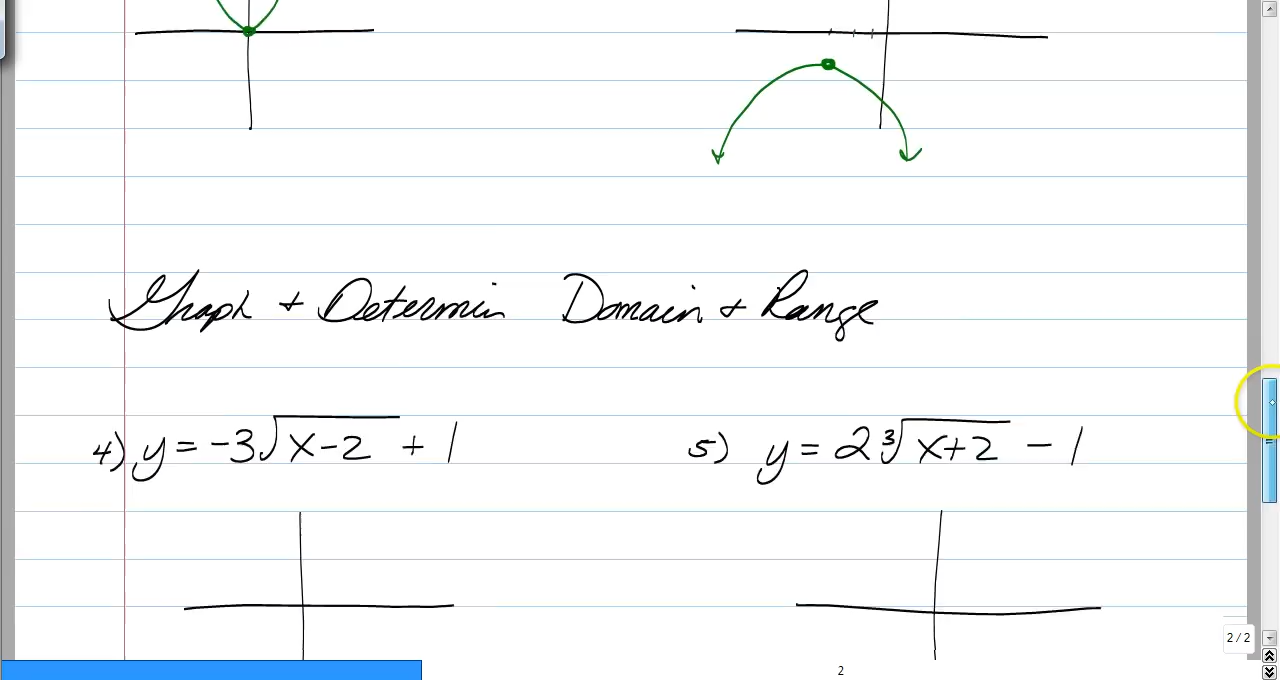 Graph + Determin Domain + Range
4) y = -3√x-2 + 1
5) y = 2∛x+2 - 1
2/2
2